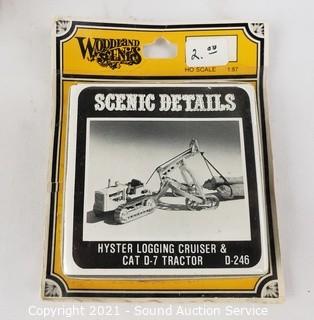 WOODLAND
SCENICS
2.00
HO SCALE 1:87
SCENIC DETAILS
HYSTER LOGGING CRUISER &
CAT D-7 TRACTOR D-246
Copyright 2021 - Sound Auction Service